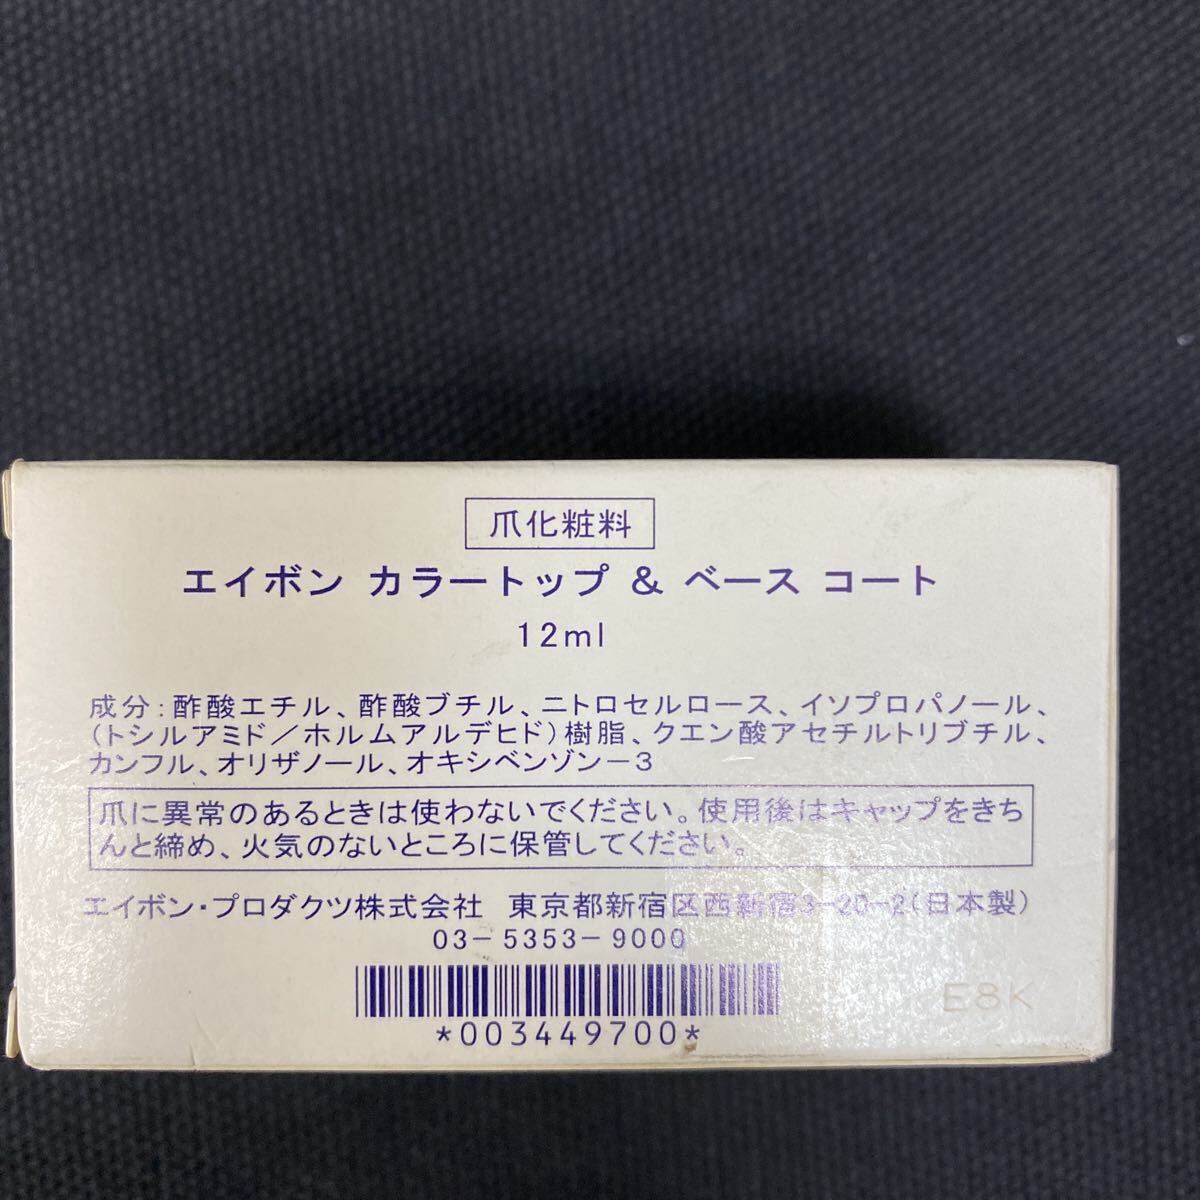 爪化粧料
エイボン カラートップ & ベース コート
12ml
成分:酢酸エチル、酢酸ブチル、ニトロセルロース、イソプロパノール、
(トシルアミド/ホルムアルデヒド)樹脂、クエン酸アセチルトリブチル、
カンフル、オリザノール、オキシベンゾン-3
爪に異常のあるときは使わないでください。使用後はキャップをきち
んと締め、火気のないところに保管してください。
エイボン・プロダクツ株式会社 東京都新宿区西新宿3-20-2(日本製)
03-5353-9000
*003449700*
E8K